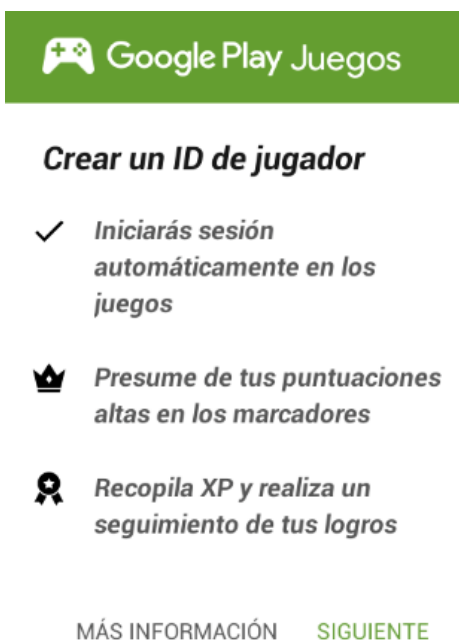 Google Play Juegos
Crear un ID de jugador
Iniciarás sesión
automáticamente en los
juegos
Presume de tus puntuaciones
altas en los marcadores
Recopila XP y realiza un
seguimiento de tus logros
MÁS INFORMACIÓN SIGUIENTE